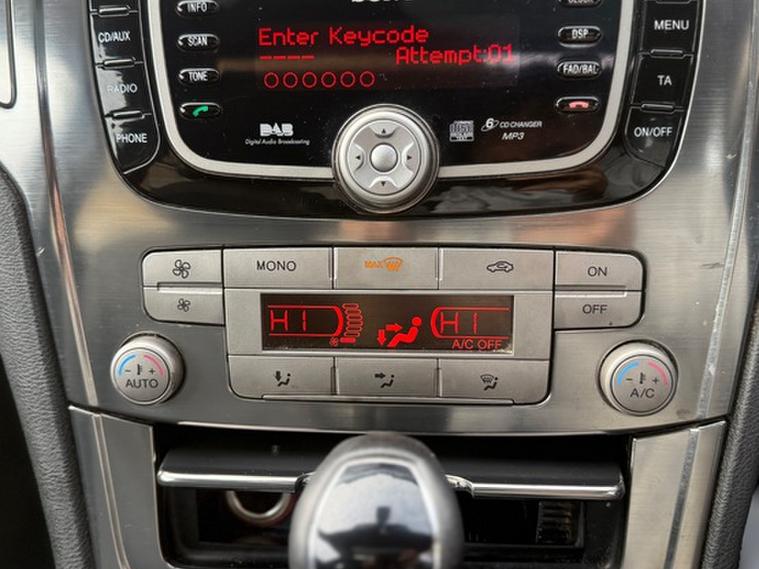 INFO
CD/AUX
SCAN
RADIO
TONE
PHONE
Enter Keycode
---- Attempt:01
DSP
FAD/BAL
MENU
TA
ON/OFF
DAB
Digital Audio Broadcasting
6 CD CHANGER
MP3
MONO
MAX
ON
OFF
HI
HI
A/C OFF
- +
AUTO
- +
A/C